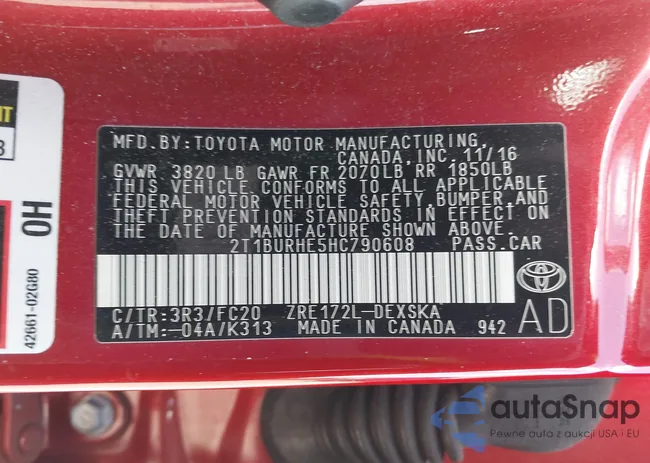 MFD. BY: TOYOTA MOTOR MANUFACTURING,
CANADA, INC. 11/16
GVWR 3820 LB GAWR FR 2070LB RR 1850LB
THIS VEHICLE CONFORMS TO ALL APPLICABLE
FEDERAL MOTOR VEHICLE SAFETY, BUMPER, AND
THEFT PREVENTION STANDARDS IN EFFECT ON
THE DATE OF MANUFACTURE SHOWN ABOVE.
2T1BURHE5HC790608 PASS. CAR
C/TR: 3R3/FC20 ZRE172L-DEXSKA
A/TM: -04A/K313 MADE IN CANADA 942
AD
0H
42661-02G80
autaSnap
Pewne auta z aukcji USA i EU